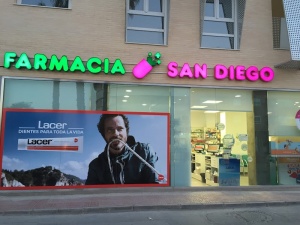 FARMACIA SAN DIEGO
Lacer
DIENTES PARA TODA LA VIDA
Lacer